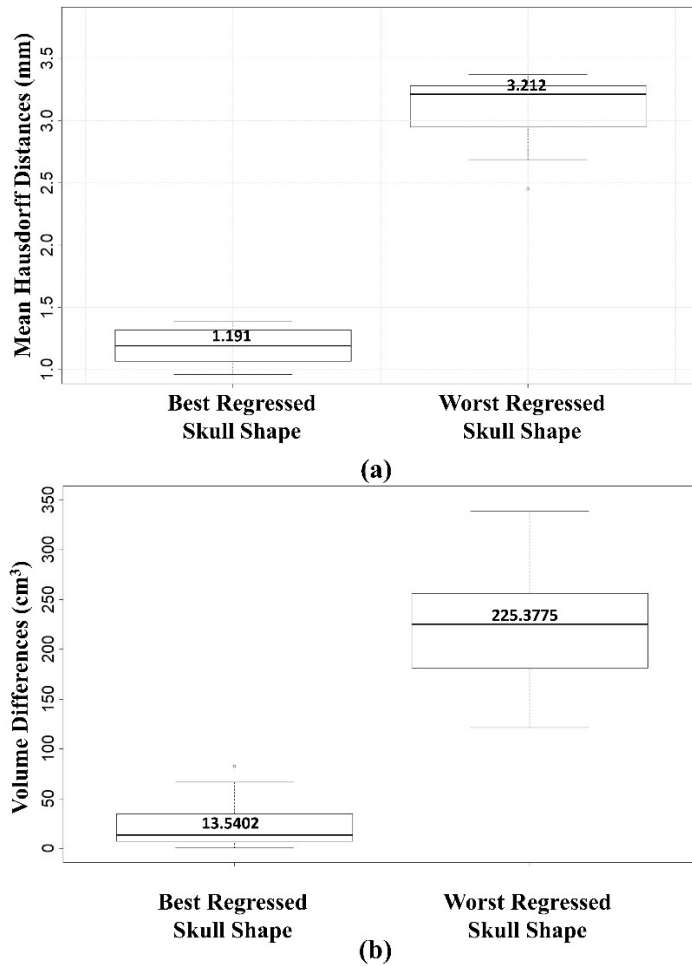 Mean Hausdorff Distances (mm)
3.5
3.0
2.5
2.0
1.5
1.0
3.212
1.191
Best Regressed
Skull Shape
Worst Regressed
Skull Shape
(a)
Volume Differences (cm³)
350
300
250
200
150
100
50
0
225.3775
13.5402
Best Regressed
Skull Shape
Worst Regressed
Skull Shape
(b)